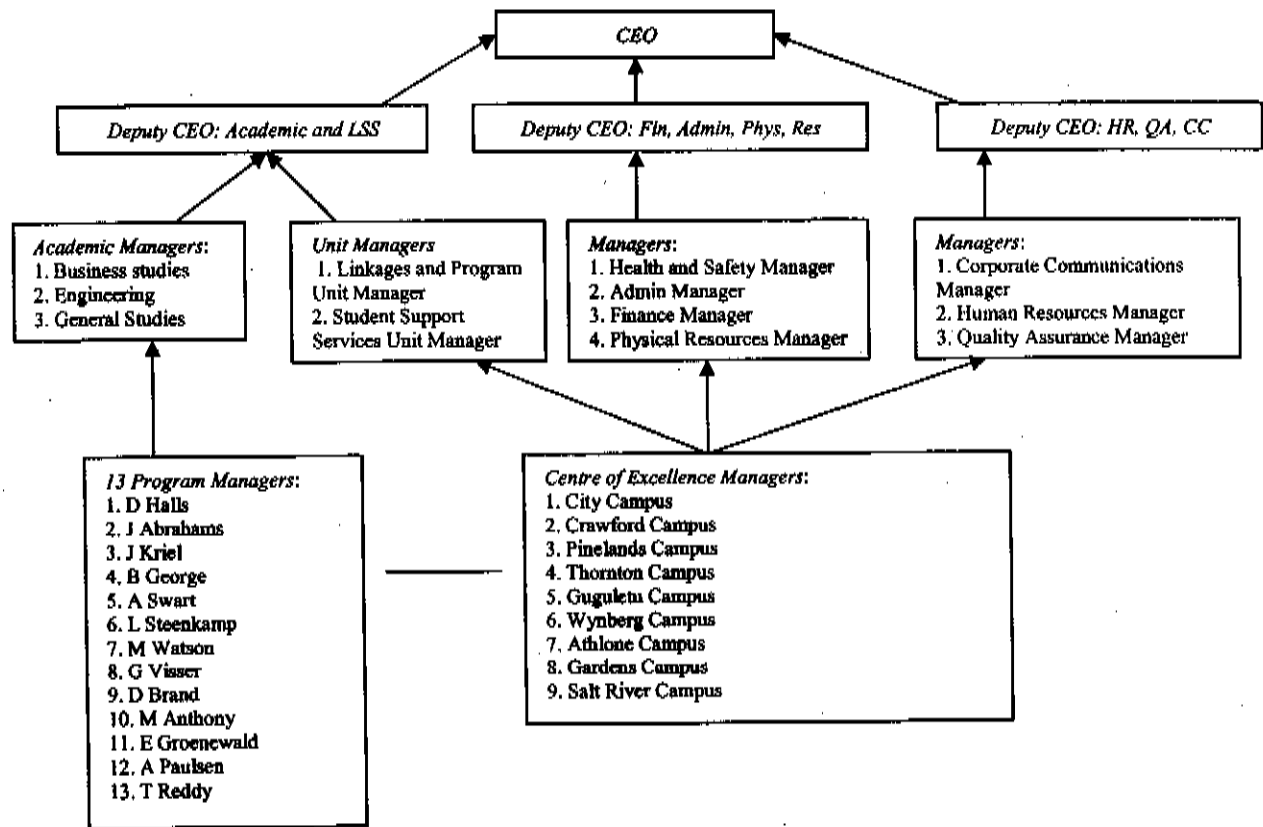 CEO
Deputy CEO: Academic and LSS
Deputy CEO: Fin, Admin, Phys, Res
Deputy CEO: HR, QA, CC
Academic Managers:
1. Business studies
2. Engineering
3. General Studies
Unit Managers
1. Linkages and Program
Unit Manager
2. Student Support
Services Unit Manager
Managers:
1. Health and Safety Manager
2. Admin Manager
3. Finance Manager
4. Physical Resources Manager
Managers:
1. Corporate Communications
Manager
2. Human Resources Manager
3. Quality Assurance Manager
13 Program Managers:
1. D Halls
2. J Abrahams
3. J Kriel
4. B George
5. A Swart
6. L Steenkamp
7. M Watson
8. G Visser
9. D Brand
10. M Anthony
11. E Groenewald
12. A Paulsen
13. T Reddy
Centre of Excellence Managers:
1. City Campus
2. Crawford Campus
3. Pinelands Campus
4. Thornton Campus
5. Guguletu Campus
6. Wynberg Campus
7. Athlone Campus
8. Gardens Campus
9. Salt River Campus